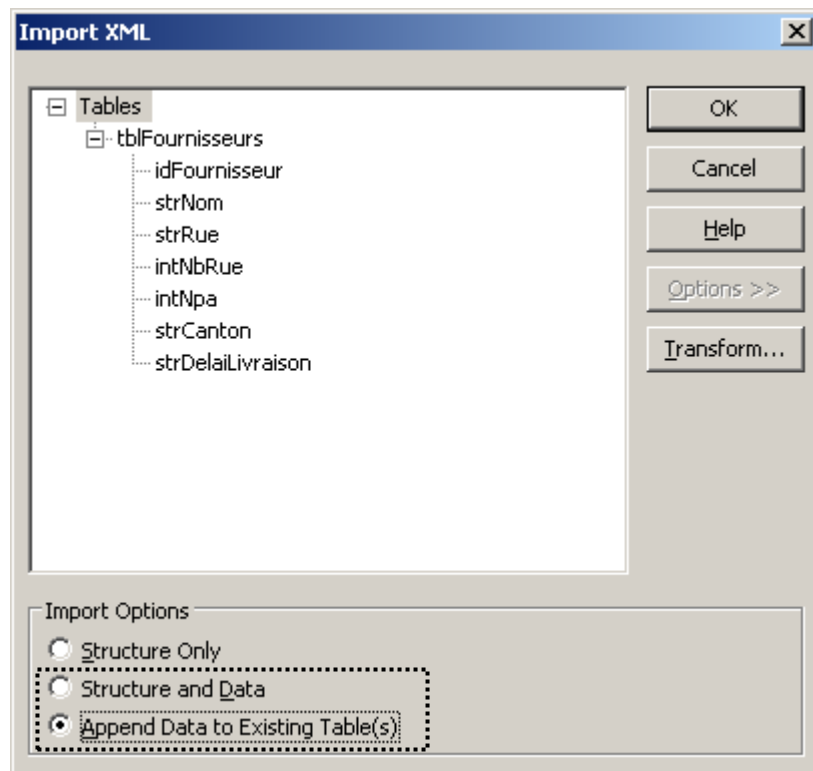 Import XML
Tables
tblFournisseurs
idFournisseur
strNom
strRue
intNbRue
intNpa
strCanton
strDelaiLivraison
OK
Cancel
Help
Options >>
Transform...
Import Options
Structure Only
Structure and Data
Append Data to Existing Table(s)